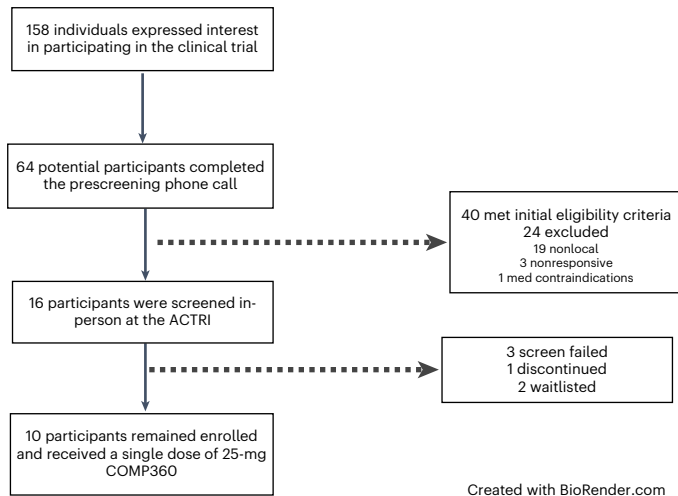 158 individuals expressed interest
in participating in the clinical trial
64 potential participants completed
the prescreening phone call
40 met initial eligibility criteria
24 excluded
19 nonlocal
3 nonresponsive
1 med contraindications
16 participants were screened in-
person at the ACTRI
3 screen failed
1 discontinued
2 waitlisted
10 participants remained enrolled
and received a single dose of 25-mg
COMP360
Created with BioRender.com